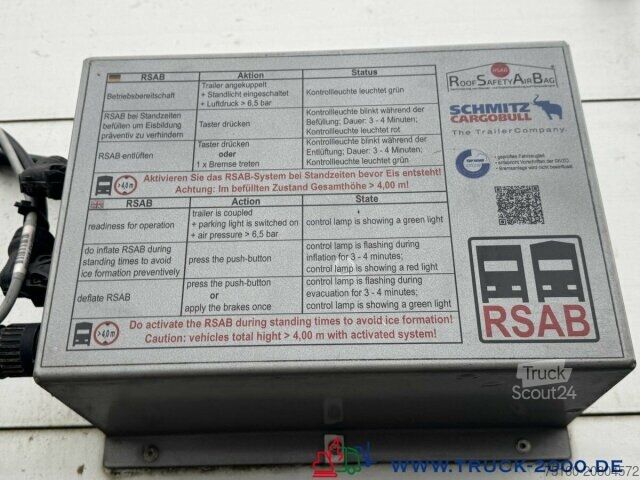 RSAB Aktion Status
Betriebsbereitschaft
Trailer angekuppelt
+ Standlicht eingeschaltet
+ Luftdruck > 6,5 bar
Kontrollleuchte leuchtet grün
RSAB bei Standzeiten
befüllen um Eisbildung
präventiv zu verhindern
Taster drücken
Kontrollleuchte blinkt während der
Befüllung; Dauer: 3 - 4 Minuten;
Kontrollleuchte leuchtet rot
RSAB entlüften
Taster drücken
oder
1 x Bremse treten
Kontrollleuchte blinkt während der
Entlüftung; Dauer: 3 - 4 Minuten;
Kontrollleuchte leuchtet grün
> 4,0 m
Aktivieren Sie das RSAB-System bei Standzeiten bevor Eis entsteht!
Achtung: Im befüllten Zustand Gesamthöhe > 4,00 m!
RSAB Action State
readiness for operation
trailer is coupled
+ parking light is switched on
+ air pressure > 6,5 bar
control lamp is showing a green light
do inflate RSAB during
standing times to avoid
ice formation preventively
press the push-button
control lamp is flashing during
inflation for 3 - 4 minutes;
control lamp is showing a red light
deflate RSAB
press the push-button
or
apply the brakes once
control lamp is flashing during
evacuation for 3 - 4 minutes;
control lamp is showing a green light
> 4,0 m
Do activate the RSAB during standing times to avoid ice formation!
Caution: vehicles total hight > 4,00 m with activated system!
RSAB
ROOFSAFETYAIRBAG
SCHMITZ
CARGOBULL
The TrailerCompany
RSAB
Truck
Scout24
WWW.TRUCK-2000.DE